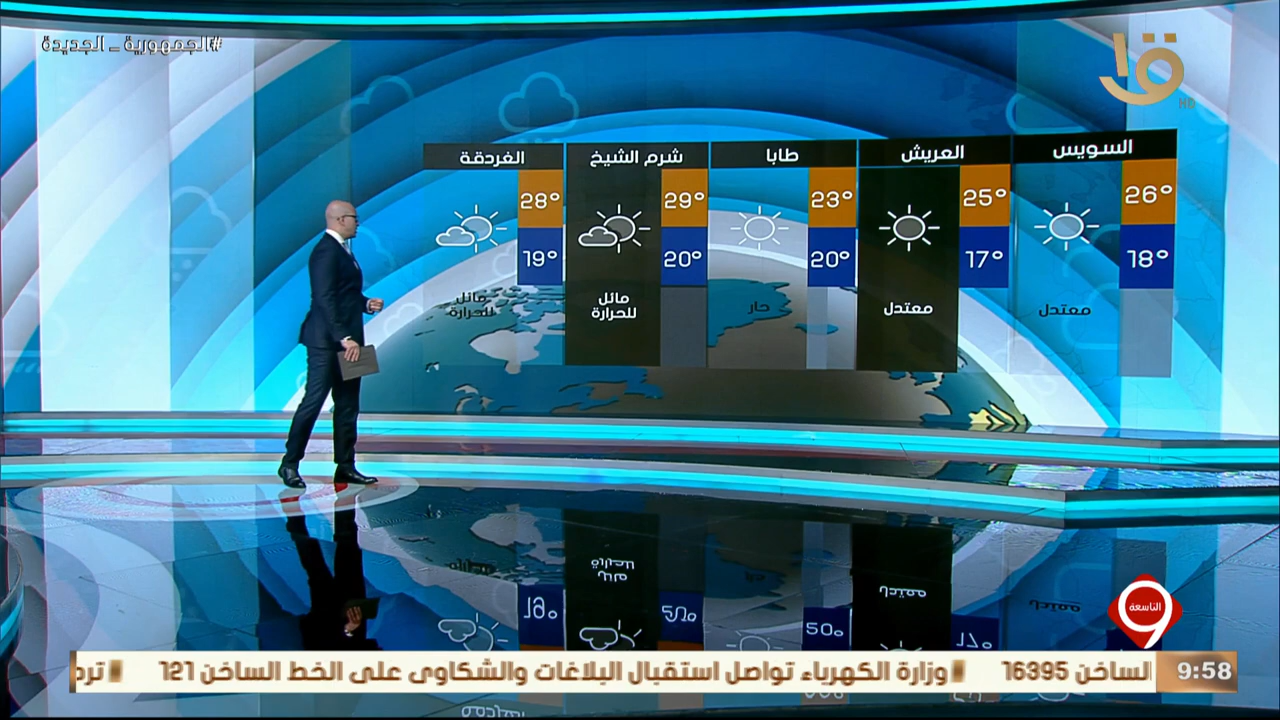 #الجمهورية_الجديدة
HD
السويس
26°
18°
معتدل
العريش
25°
17°
معتدل
طابا
23°
20°
حار
شرم الشيخ
29°
20°
مائل
للحرارة
الغردقة
28°
19°
مائل
للحرارة
التاسعة
9
9:58
الساخن 16395 وزارة الكهرباء تواصل استقبال البلاغات والشكاوى على الخط الساخن 121